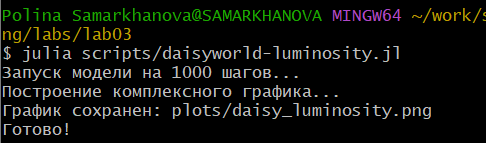 Polina Samarkhanova@SAMARKHANOVA MINGW64 ~/work/s
ng/labs/lab03
$ julia scripts/daisyworld-luminosity.jl
Запуск модели на 1000 шагов...
Построение комплексного графика...
График сохранен: plots/daisy_luminosity.png
Готово!